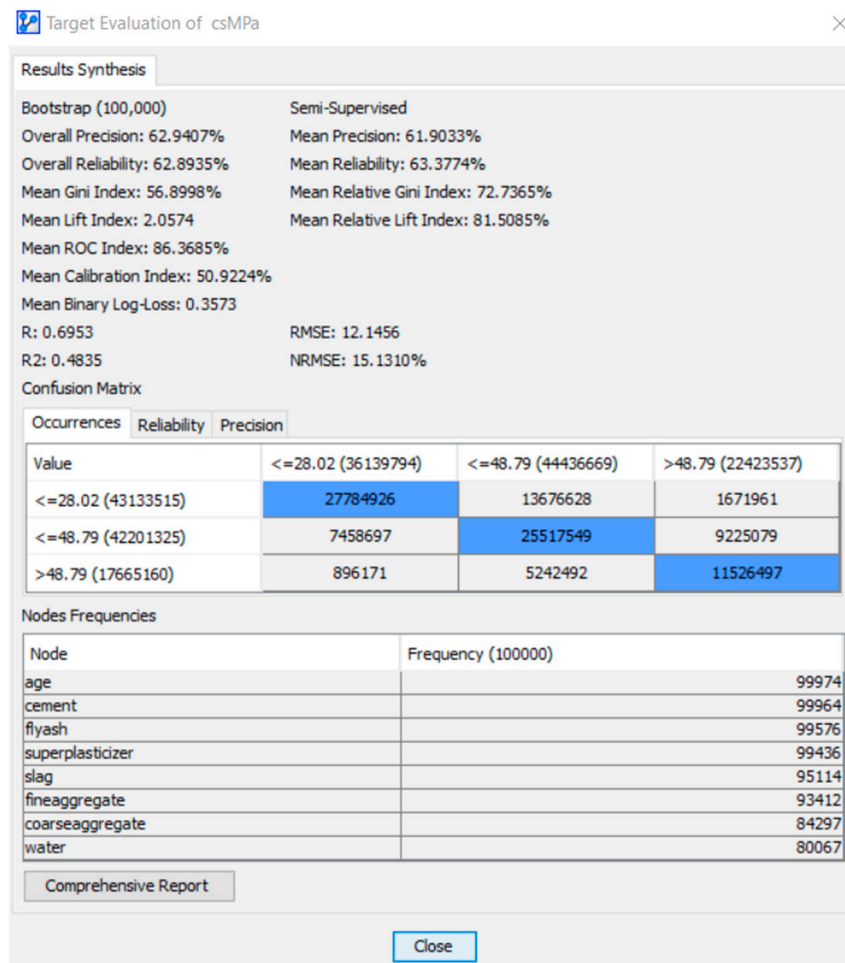 Target Evaluation of csMPa
Results Synthesis
Bootstrap (100,000) Semi-Supervised
Overall Precision: 62.9407% Mean Precision: 61.9033%
Overall Reliability: 62.8935% Mean Reliability: 63.3774%
Mean Gini Index: 56.8998% Mean Relative Gini Index: 72.7365%
Mean Lift Index: 2.0574 Mean Relative Lift Index: 81.5085%
Mean ROC Index: 86.3685%
Mean Calibration Index: 50.9224%
Mean Binary Log-Loss: 0.3573
R: 0.6953 RMSE: 12.1456
R2: 0.4835 NRMSE: 15.1310%
Confusion Matrix
Occurrences Reliability Precision
Value <=28.02 (36139794) <=48.79 (44436669) >48.79 (22423537)
<=28.02 (43133515) 27784926 13676628 1671961
<=48.79 (42201325) 7458697 25517549 9225079
>48.79 (17665160) 896171 5242492 11526497
Nodes Frequencies
Node Frequency (100000)
age 99974
cement 99964
flyash 99576
superplasticizer 99436
slag 95114
fineaggregate 93412
coarseaggregate 84297
water 80067
Comprehensive Report
Close